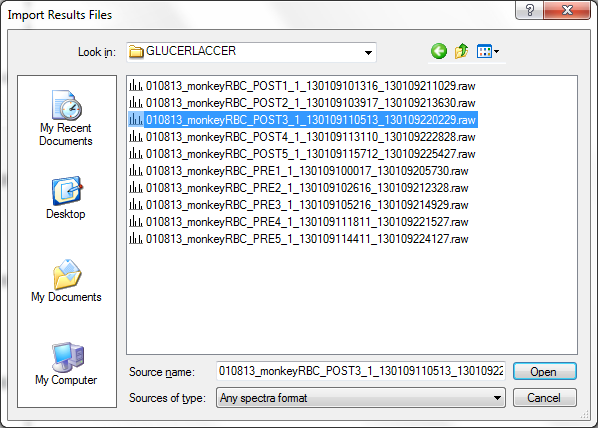 Import Results Files
Look in: GLUCERLACCER
My Recent
Documents
Desktop
My Documents
My Computer
010813_monkeyRBC_POST1_1_130109101316_130109211029.raw
010813_monkeyRBC_POST2_1_130109103917_130109213630.raw
010813_monkeyRBC_POST3_1_130109110513_130109220229.raw
010813_monkeyRBC_POST4_1_130109113110_130109222828.raw
010813_monkeyRBC_POST5_1_130109115712_130109225427.raw
010813_monkeyRBC_PRE1_1_130109100017_130109205730.raw
010813_monkeyRBC_PRE2_1_130109102616_130109212328.raw
010813_monkeyRBC_PRE3_1_130109105216_130109214929.raw
010813_monkeyRBC_PRE4_1_130109111811_130109221527.raw
010813_monkeyRBC_PRE5_1_130109114411_130109224127.raw
Source name: 010813_monkeyRBC_POST3_1_130109110513_13010922 Open
Sources of type: Any spectra format Cancel